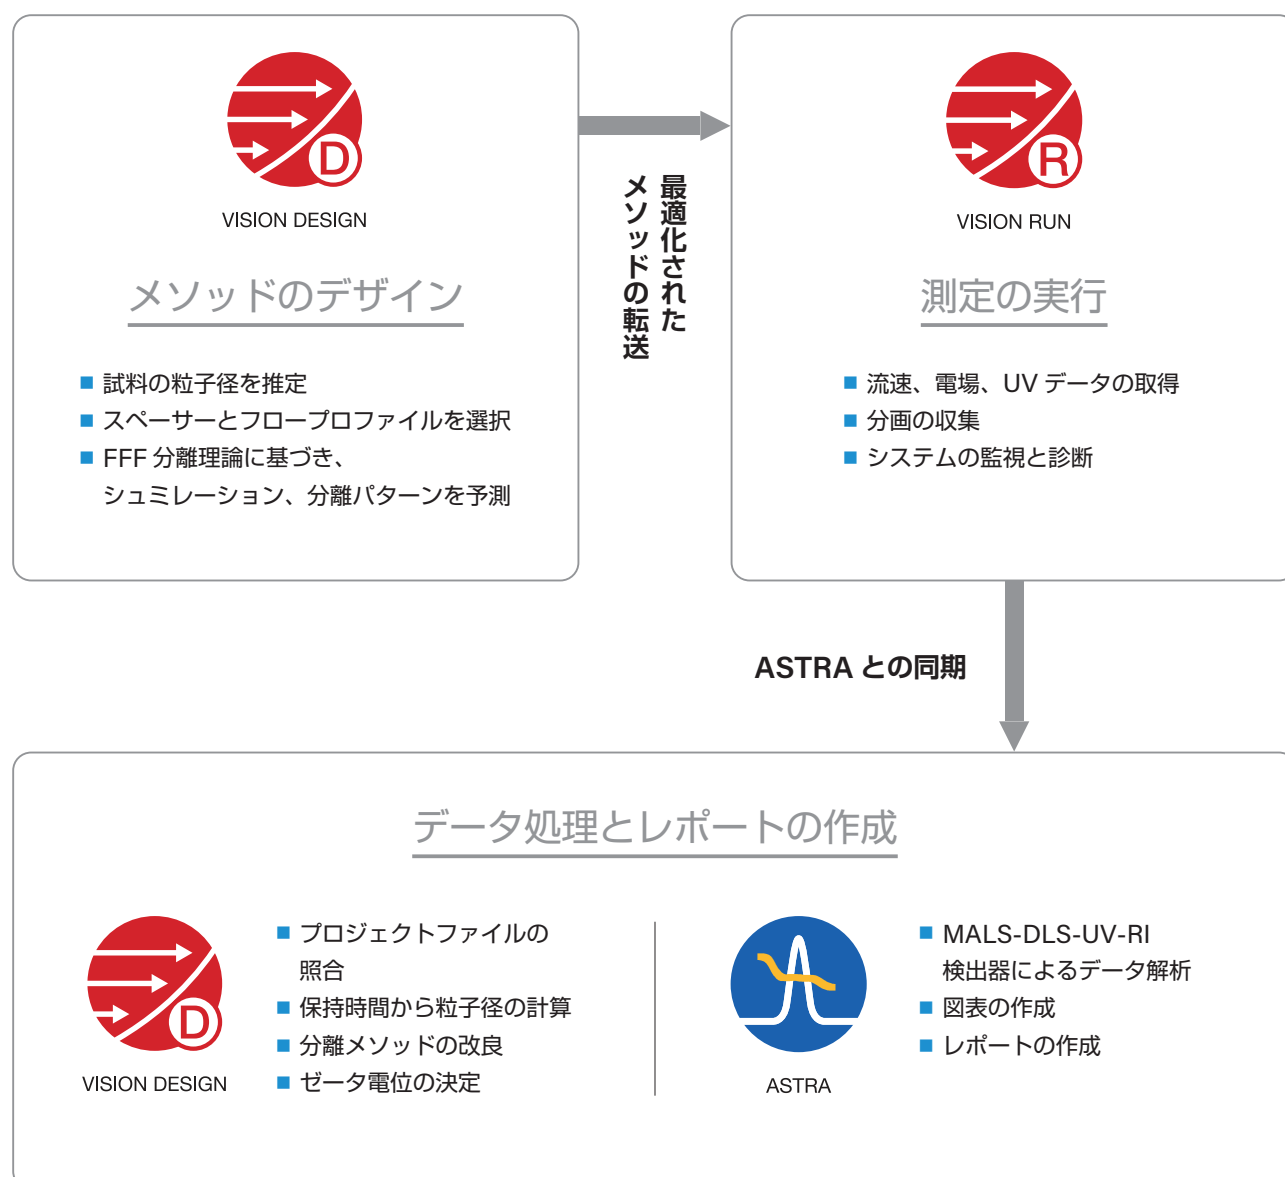 D
VISION DESIGN
メソッドのデザイン
試料の粒子径を推定
スペーサーとフロープロファイルを選択
FFF 分離理論に基づき、
シュミレーション、分離パターンを予測
最適化された
メソッドの転送
R
VISION RUN
測定の実行
流速、電場、UV データの取得
分画の収集
システムの監視と診断
ASTRA との同期
データ処理とレポートの作成
D
VISION DESIGN
プロジェクトファイルの
照合
保持時間から粒子径の計算
分離メソッドの改良
ゼータ電位の決定
ASTRA
MALS-DLS-UV-RI
検出器によるデータ解析
図表の作成
レポートの作成